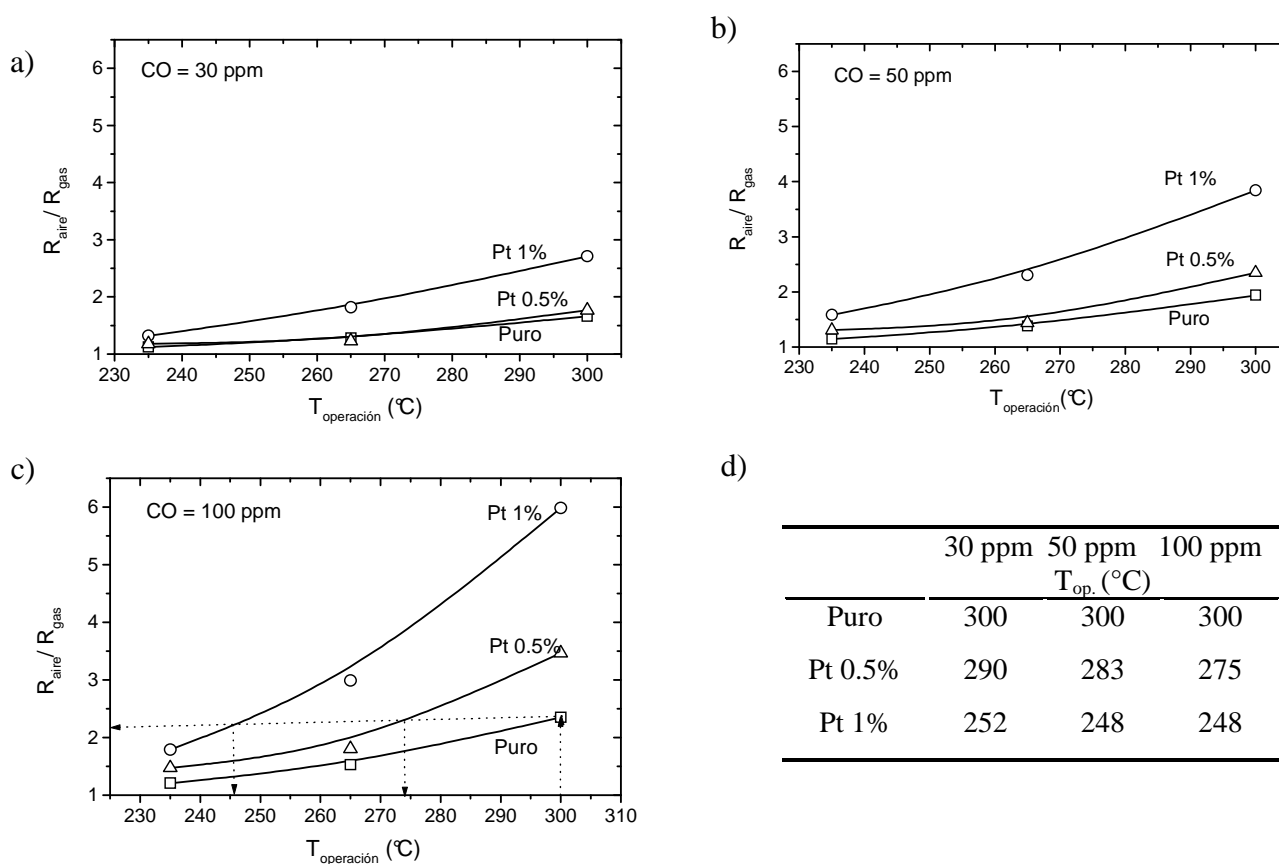 a)
CO = 30 ppm
6
5
4
3
2
1
R_aire / R_gas
Pt 1%
Pt 0.5%
Puro
230 240 250 260 270 280 290 300
T_operación (°C)
b)
CO = 50 ppm
6
5
4
3
2
1
R_aire / R_gas
Pt 1%
Pt 0.5%
Puro
230 240 250 260 270 280 290 300
T_operación (°C)
c)
CO = 100 ppm
6
5
4
3
2
1
R_aire / R_gas
Pt 1%
Pt 0.5%
Puro
230 240 250 260 270 280 290 300 310
T_operación (°C)
d)
30 ppm 50 ppm 100 ppm
T_op. (°C)
Puro 300 300 300
Pt 0.5% 290 283 275
Pt 1% 252 248 248